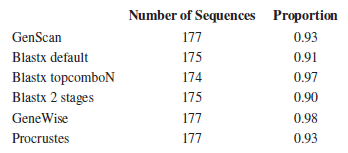 Number of Sequences Proportion
GenScan 177 0.93
Blastx default 175 0.91
Blastx topcomboN 174 0.97
Blastx 2 stages 175 0.90
GeneWise 177 0.98
Procrustes 177 0.93